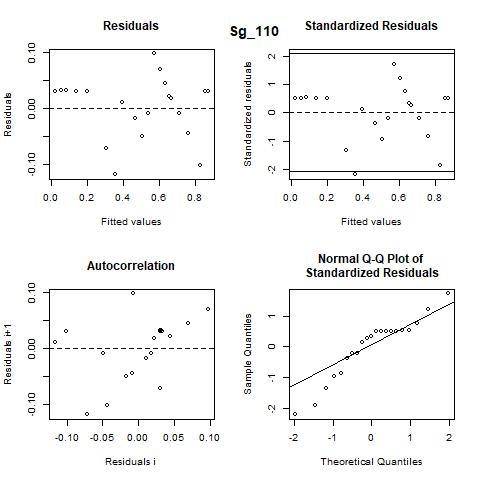 Sg_110
Residuals
Residuals
0.10
0.00
-0.10
0.0
0.2
0.4
0.6
0.8
Fitted values
Standardized Residuals
Standardized residuals
2
1
0
-1
-2
0.0
0.2
0.4
0.6
0.8
Fitted values
Autocorrelation
Residuals i+1
0.10
0.00
-0.10
-0.10
-0.05
0.00
0.05
0.10
Residuals i
Normal Q-Q Plot of
Standardized Residuals
Sample Quantiles
1
0
-1
-2
-2
-1
0
1
2
Theoretical Quantiles